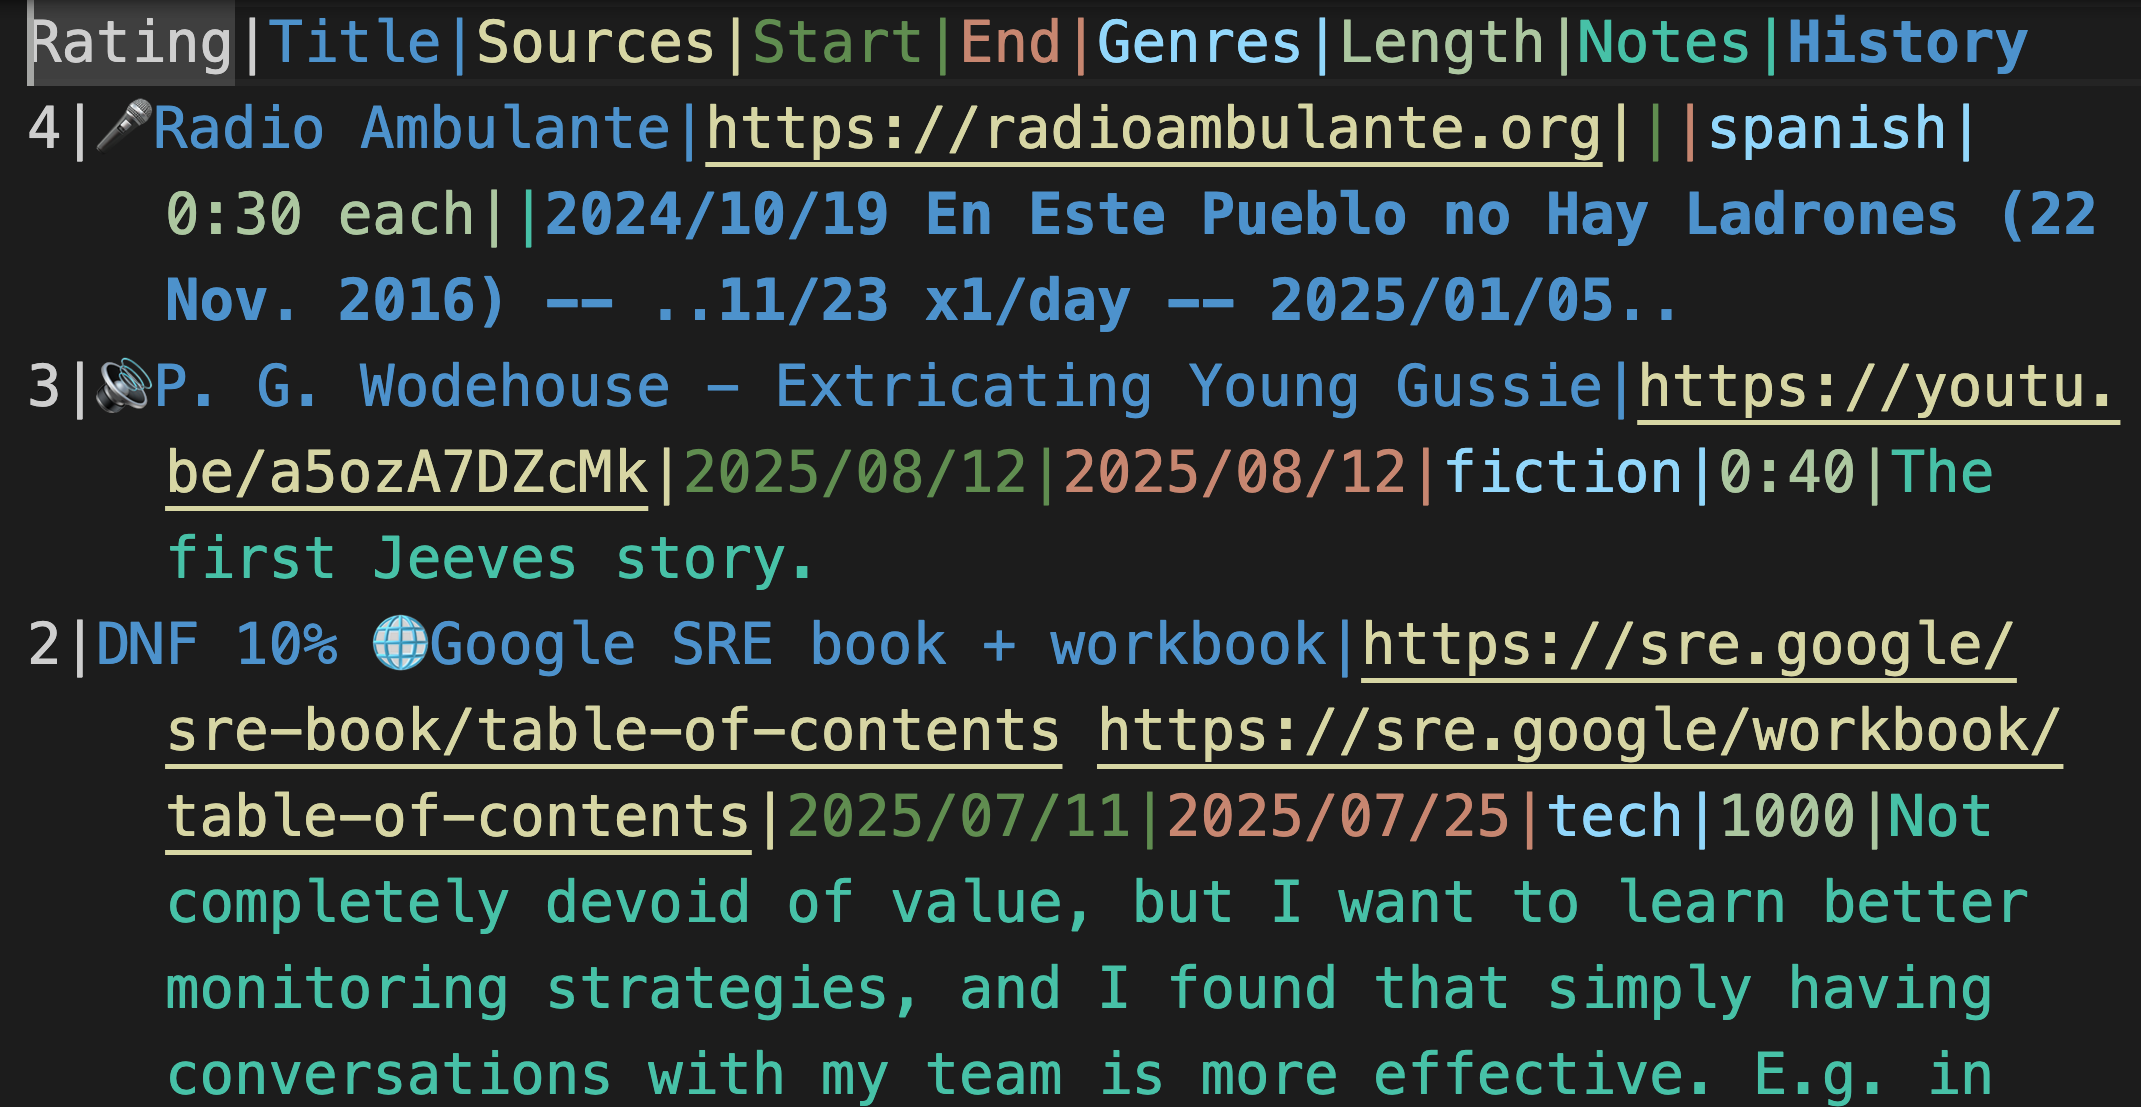 Rating|Title|Sources|Start|End|Genres|Length|Notes|History
4|🎤Radio Ambulante|https://radioambulante.org|||spanish|
0:30 each||2024/10/19 En Este Pueblo no Hay Ladrones (22
Nov. 2016) -- ..11/23 x1/day -- 2025/01/05..
3|🔊P. G. Wodehouse - Extricating Young Gussie|https://youtu.
be/a5ozA7DZcMk|2025/08/12|2025/08/12|fiction|0:40|The
first Jeeves story.
2|DNF 10% 🌐Google SRE book + workbook|https://sre.google/
sre-book/table-of-contents https://sre.google/workbook/
table-of-contents|2025/07/11|2025/07/25|tech|1000|Not
completely devoid of value, but I want to learn better
monitoring strategies, and I found that simply having
conversations with my team is more effective. E.g. in